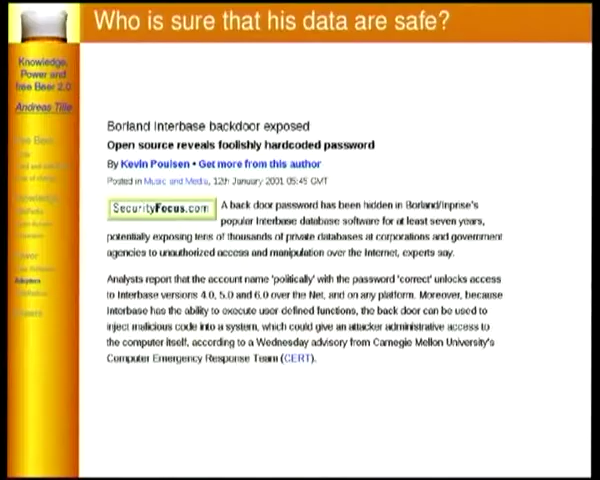 Who is sure that his data are safe?
Knowledge,
Power and
free Beer 2.0
Andreas Tille
Borland Interbase backdoor exposed
Open source reveals foolishly hardcoded password
By Kevin Poulsen • Get more from this author
Posted in Music and Media, 12th January 2001 05:45 GMT
SecurityFocus.com
A back door password has been hidden in Borland/Inprise's
popular Interbase database software for at least seven years,
potentially exposing tens of thousands of private databases at corporations and government
agencies to unauthorized access and manipulation over the Internet, experts say.
Analysts report that the account name 'politically' with the password 'correct' unlocks access
to Interbase versions 4.0, 5.0 and 6.0 over the Net, and on any platform. Moreover, because
Interbase has the ability to execute user defined functions, the back door can be used to
inject malicious code into a system, which could give an attacker administrative access to
the computer itself, according to a Wednesday advisory from Carnegie Mellon University's
Computer Emergency Response Team (CERT).